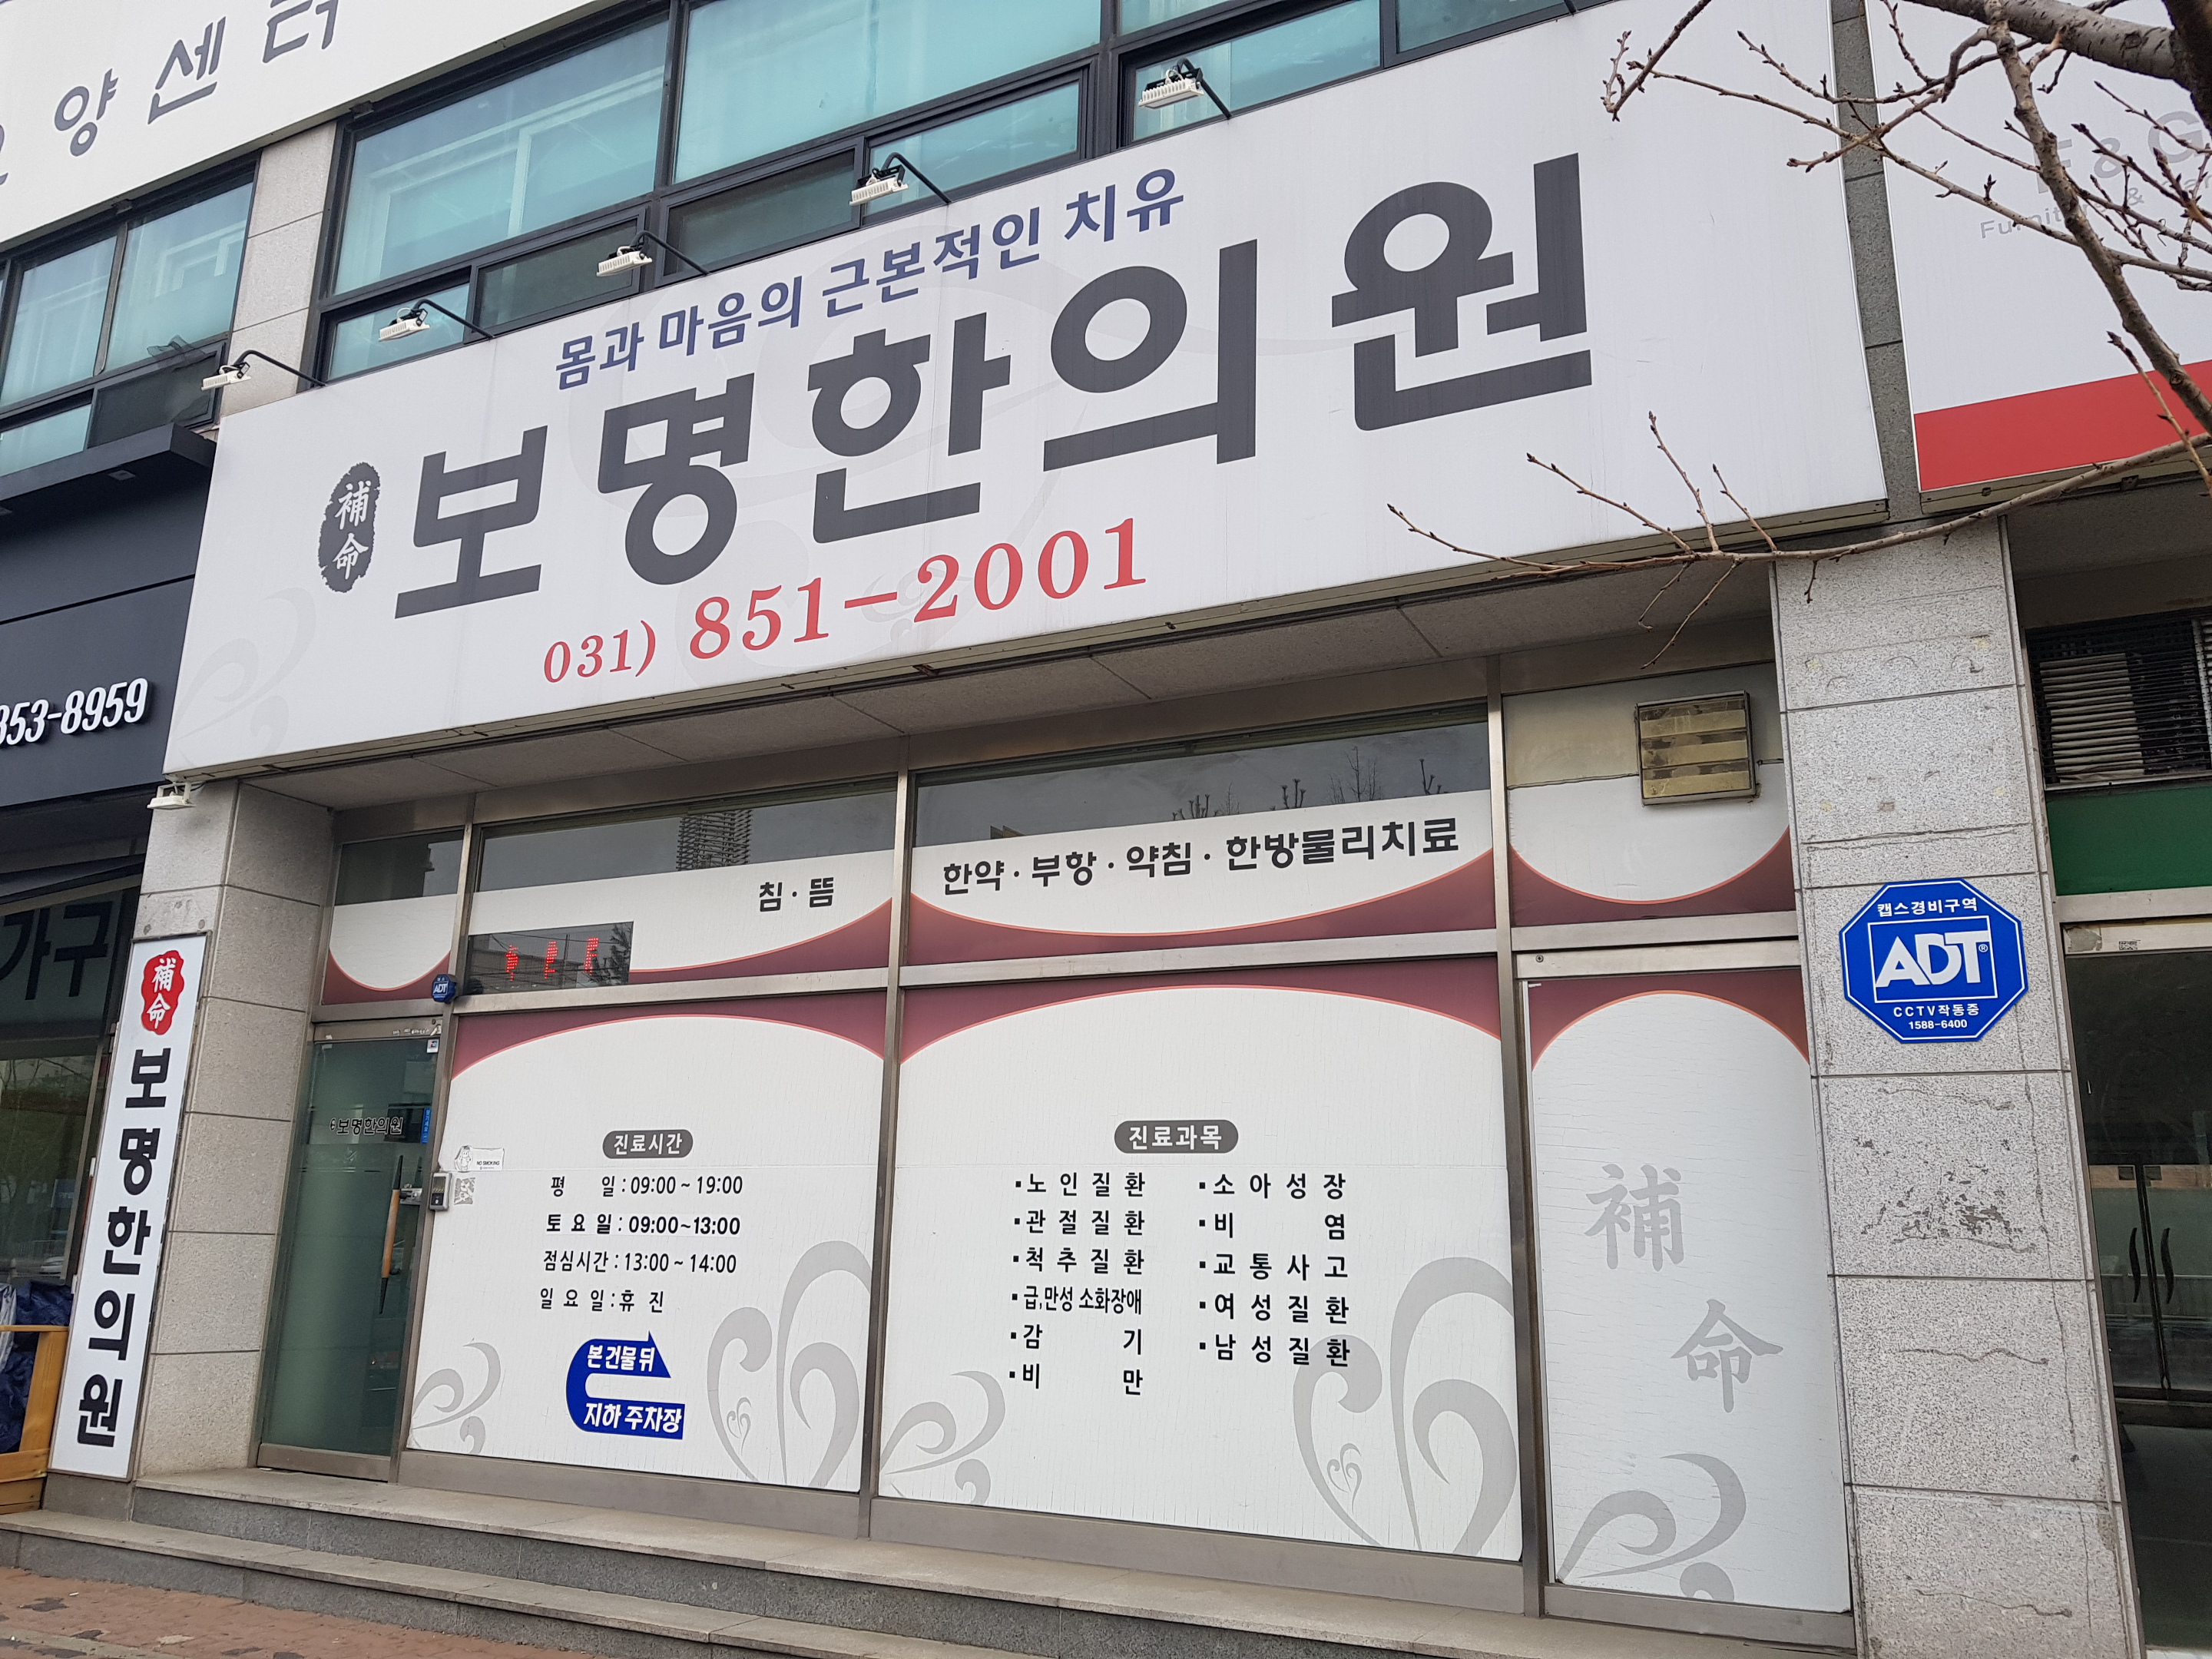 양센터
몸과 마음의 근본적인 치유
補命
보명한의원
031) 851-2001
853-8959
F & G
침 · 뜸
한약 · 부항 · 약침 · 한방물리치료
가구
補命
보명한의원
보명한의원
ADT
NO SMOKING
진료시간
평 일 : 09:00 ~ 19:00
토 요 일 : 09:00~13:00
점심시간 : 13:00 ~ 14:00
일 요 일 : 휴 진
본건물 뒤
지하 주차장
진료과목
▪노 인 질 환
▪관 절 질 환
▪척 추 질 환
▪급,만성 소화장애
▪감 기
▪비 만
▪소 아 성 장
▪비 염
▪교 통 사 고
▪여 성 질 환
▪남 성 질 환
補
命
캡스경비구역
ADT®
CCTV작동중
1588-6400